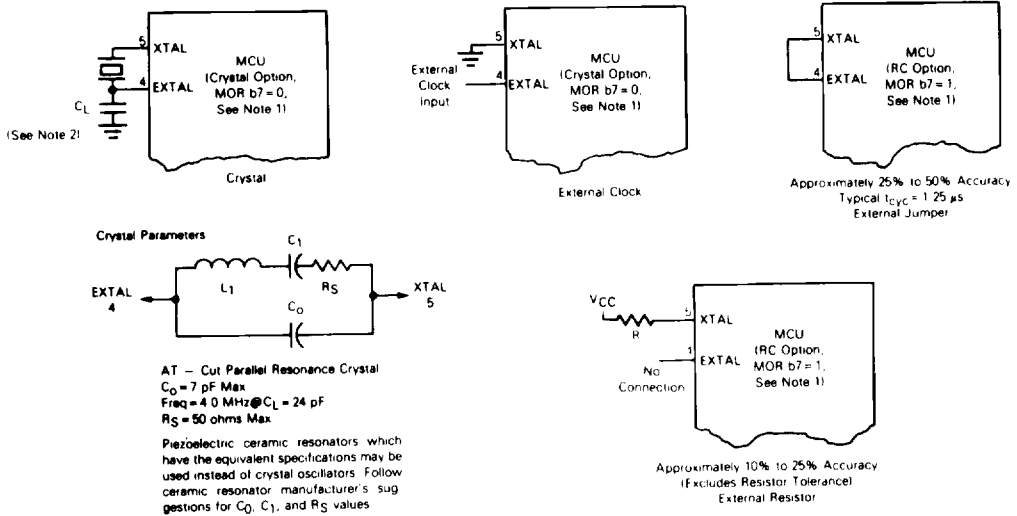 5
XTAL
4
EXTAL
MCU
(Crystal Option,
MOR b7 = 0,
See Note 1)
CL
(See Note 2)
Crystal
5
XTAL
External
Clock
Input
4
EXTAL
MCU
(Crystal Option,
MOR b7 = 0,
See Note 1)
External Clock
5
XTAL
4
EXTAL
MCU
(RC Option,
MOR b7 = 1,
See Note 1)
Approximately 25% to 50% Accuracy
Typical tcyc = 1 25 μs
External Jumper
Crystal Parameters
C1
L1
RS
EXTAL
4
XTAL
5
Co
AT – Cut Parallel Resonance Crystal
Co = 7 pF Max
Freq = 4 0 MHz@CL = 24 pF
RS = 50 ohms Max
Piezoelectric ceramic resonators which
have the equivalent specifications may be
used instead of crystal oscillators Follow
ceramic resonator manufacturer's sug
gestions for C0, C1, and RS values
VCC
R
5
XTAL
EXTAL
No
Connection
MCU
(RC Option,
MOR b7 = 1,
See Note 1)
Approximately 10% to 25% Accuracy
(Excludes Resistor Tolerance)
External Resistor